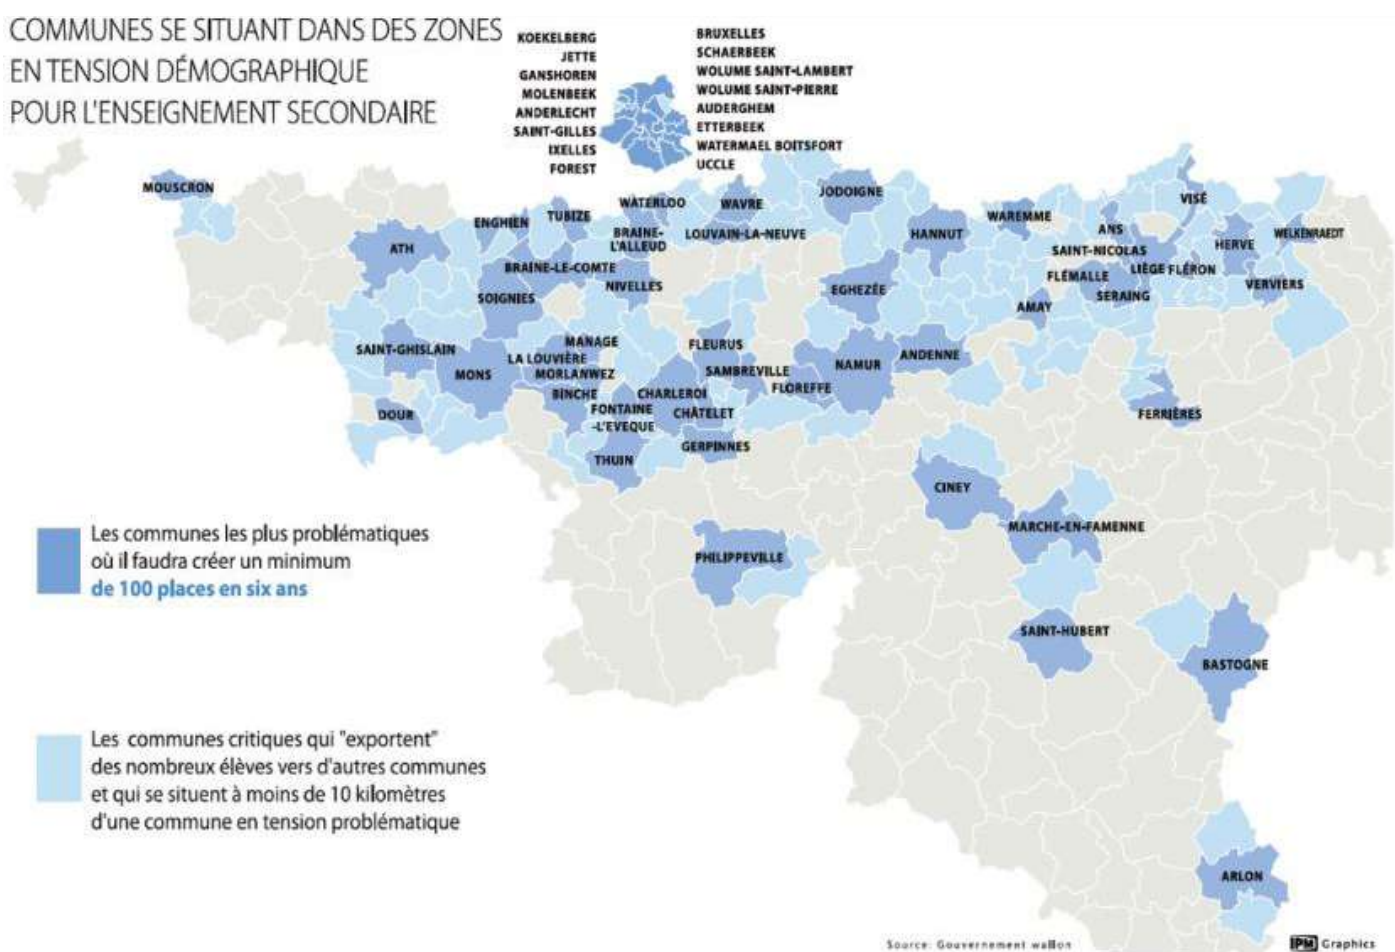 COMMUNES SE SITUANT DANS DES ZONES
EN TENSION DÉMOGRAPHIQUE
POUR L'ENSEIGNEMENT SECONDAIRE
KOEKELBERG
JETTE
GANSHOREN
MOLENBEEK
ANDERLECHT
SAINT-GILLES
IXELLES
FOREST
BRUXELLES
SCHAERBEEK
WOLUME SAINT-LAMBERT
WOLUME SAINT-PIERRE
AUDERGHEM
ETTERBEEK
WATERMAEL BOITSFORT
UCCLE
MOUSCRON
ATH
ENGHIEN
TUBIZE
WATERLOO
BRAINE-
L'ALLEUD
WAVRE
LOUVAIN-LA-NEUVE
JODOIGNE
HANNUT
WAREMME
ANS
VISÉ
SAINT-NICOLAS
LIÈGE
FLÉRON
HERVE
WELKENRAEDT
BRAINE-LE-COMTE
SOIGNIES
NIVELLES
EGHEZÉE
FLÉMALLE
SERAING
VERVIERS
AMAY
SAINT-GHISLAIN
MONS
MANAGE
LA LOUVIÈRE
MORLANWEZ
FLEURUS
SAMBREVILLE
NAMUR
ANDENNE
FLOREFFE
BINCHE
CHARLEROI
FONTAINE
-L'EVEQUE
CHÂTELET
DOUR
FERRIÈRES
GERPINNES
THUIN
CINEY
MARCHE-EN-FAMENNE
PHILIPPEVILLE
SAINT-HUBERT
BASTOGNE
ARLON
Les communes les plus problématiques
où il faudra créer un minimum
de 100 places en six ans
Les communes critiques qui "exportent"
des nombreux élèves vers d'autres communes
et qui se situent à moins de 10 kilomètres
d'une commune en tension problématique
Source: Gouvernement wallon
IPM Graphics